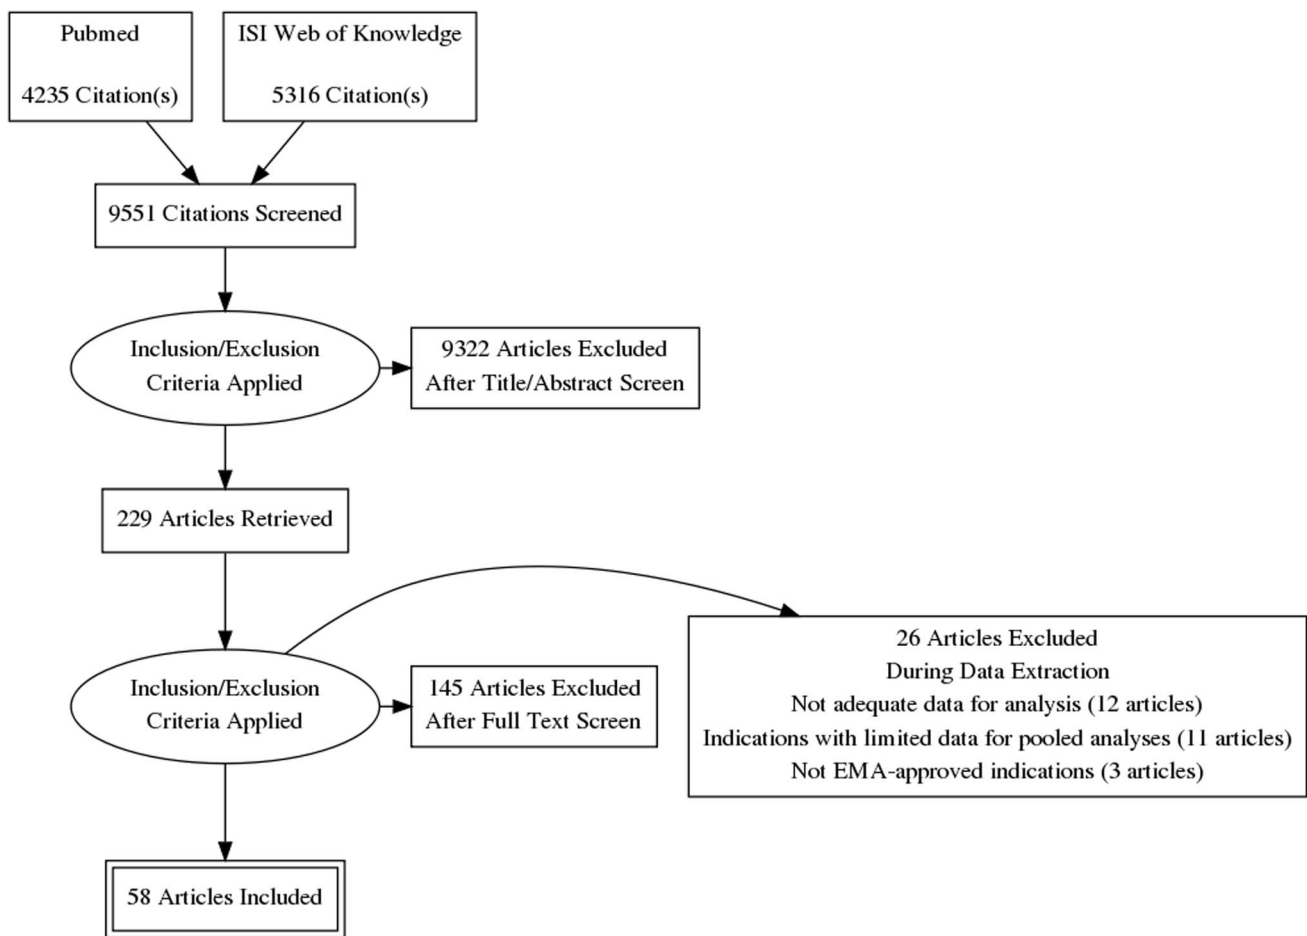 Pubmed
4235 Citation(s)
ISI Web of Knowledge
5316 Citation(s)
9551 Citations Screened
Inclusion/Exclusion
Criteria Applied
9322 Articles Excluded
After Title/Abstract Screen
229 Articles Retrieved
Inclusion/Exclusion
Criteria Applied
145 Articles Excluded
After Full Text Screen
26 Articles Excluded
During Data Extraction
Not adequate data for analysis (12 articles)
Indications with limited data for pooled analyses (11 articles)
Not EMA-approved indications (3 articles)
58 Articles Included